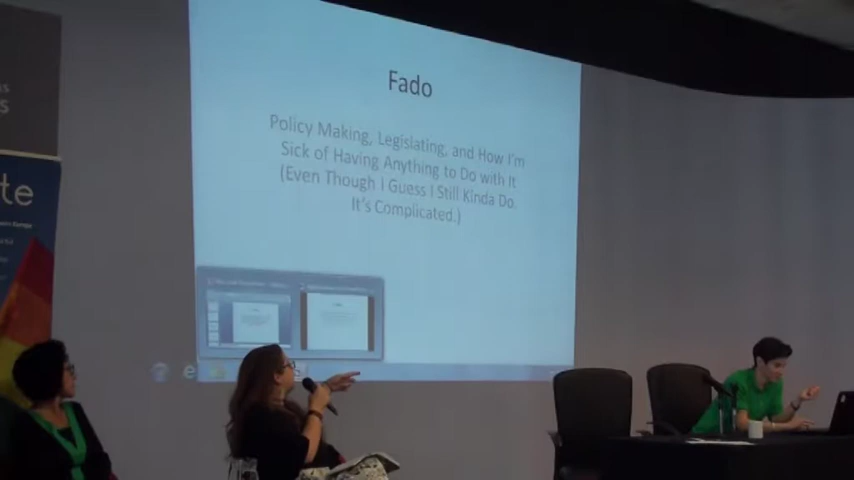 Fado
Policy Making, Legislating, and How I'm
Sick of Having Anything to Do with It
(Even Though I Guess I Still Kinda Do
It's Complicated.)
te